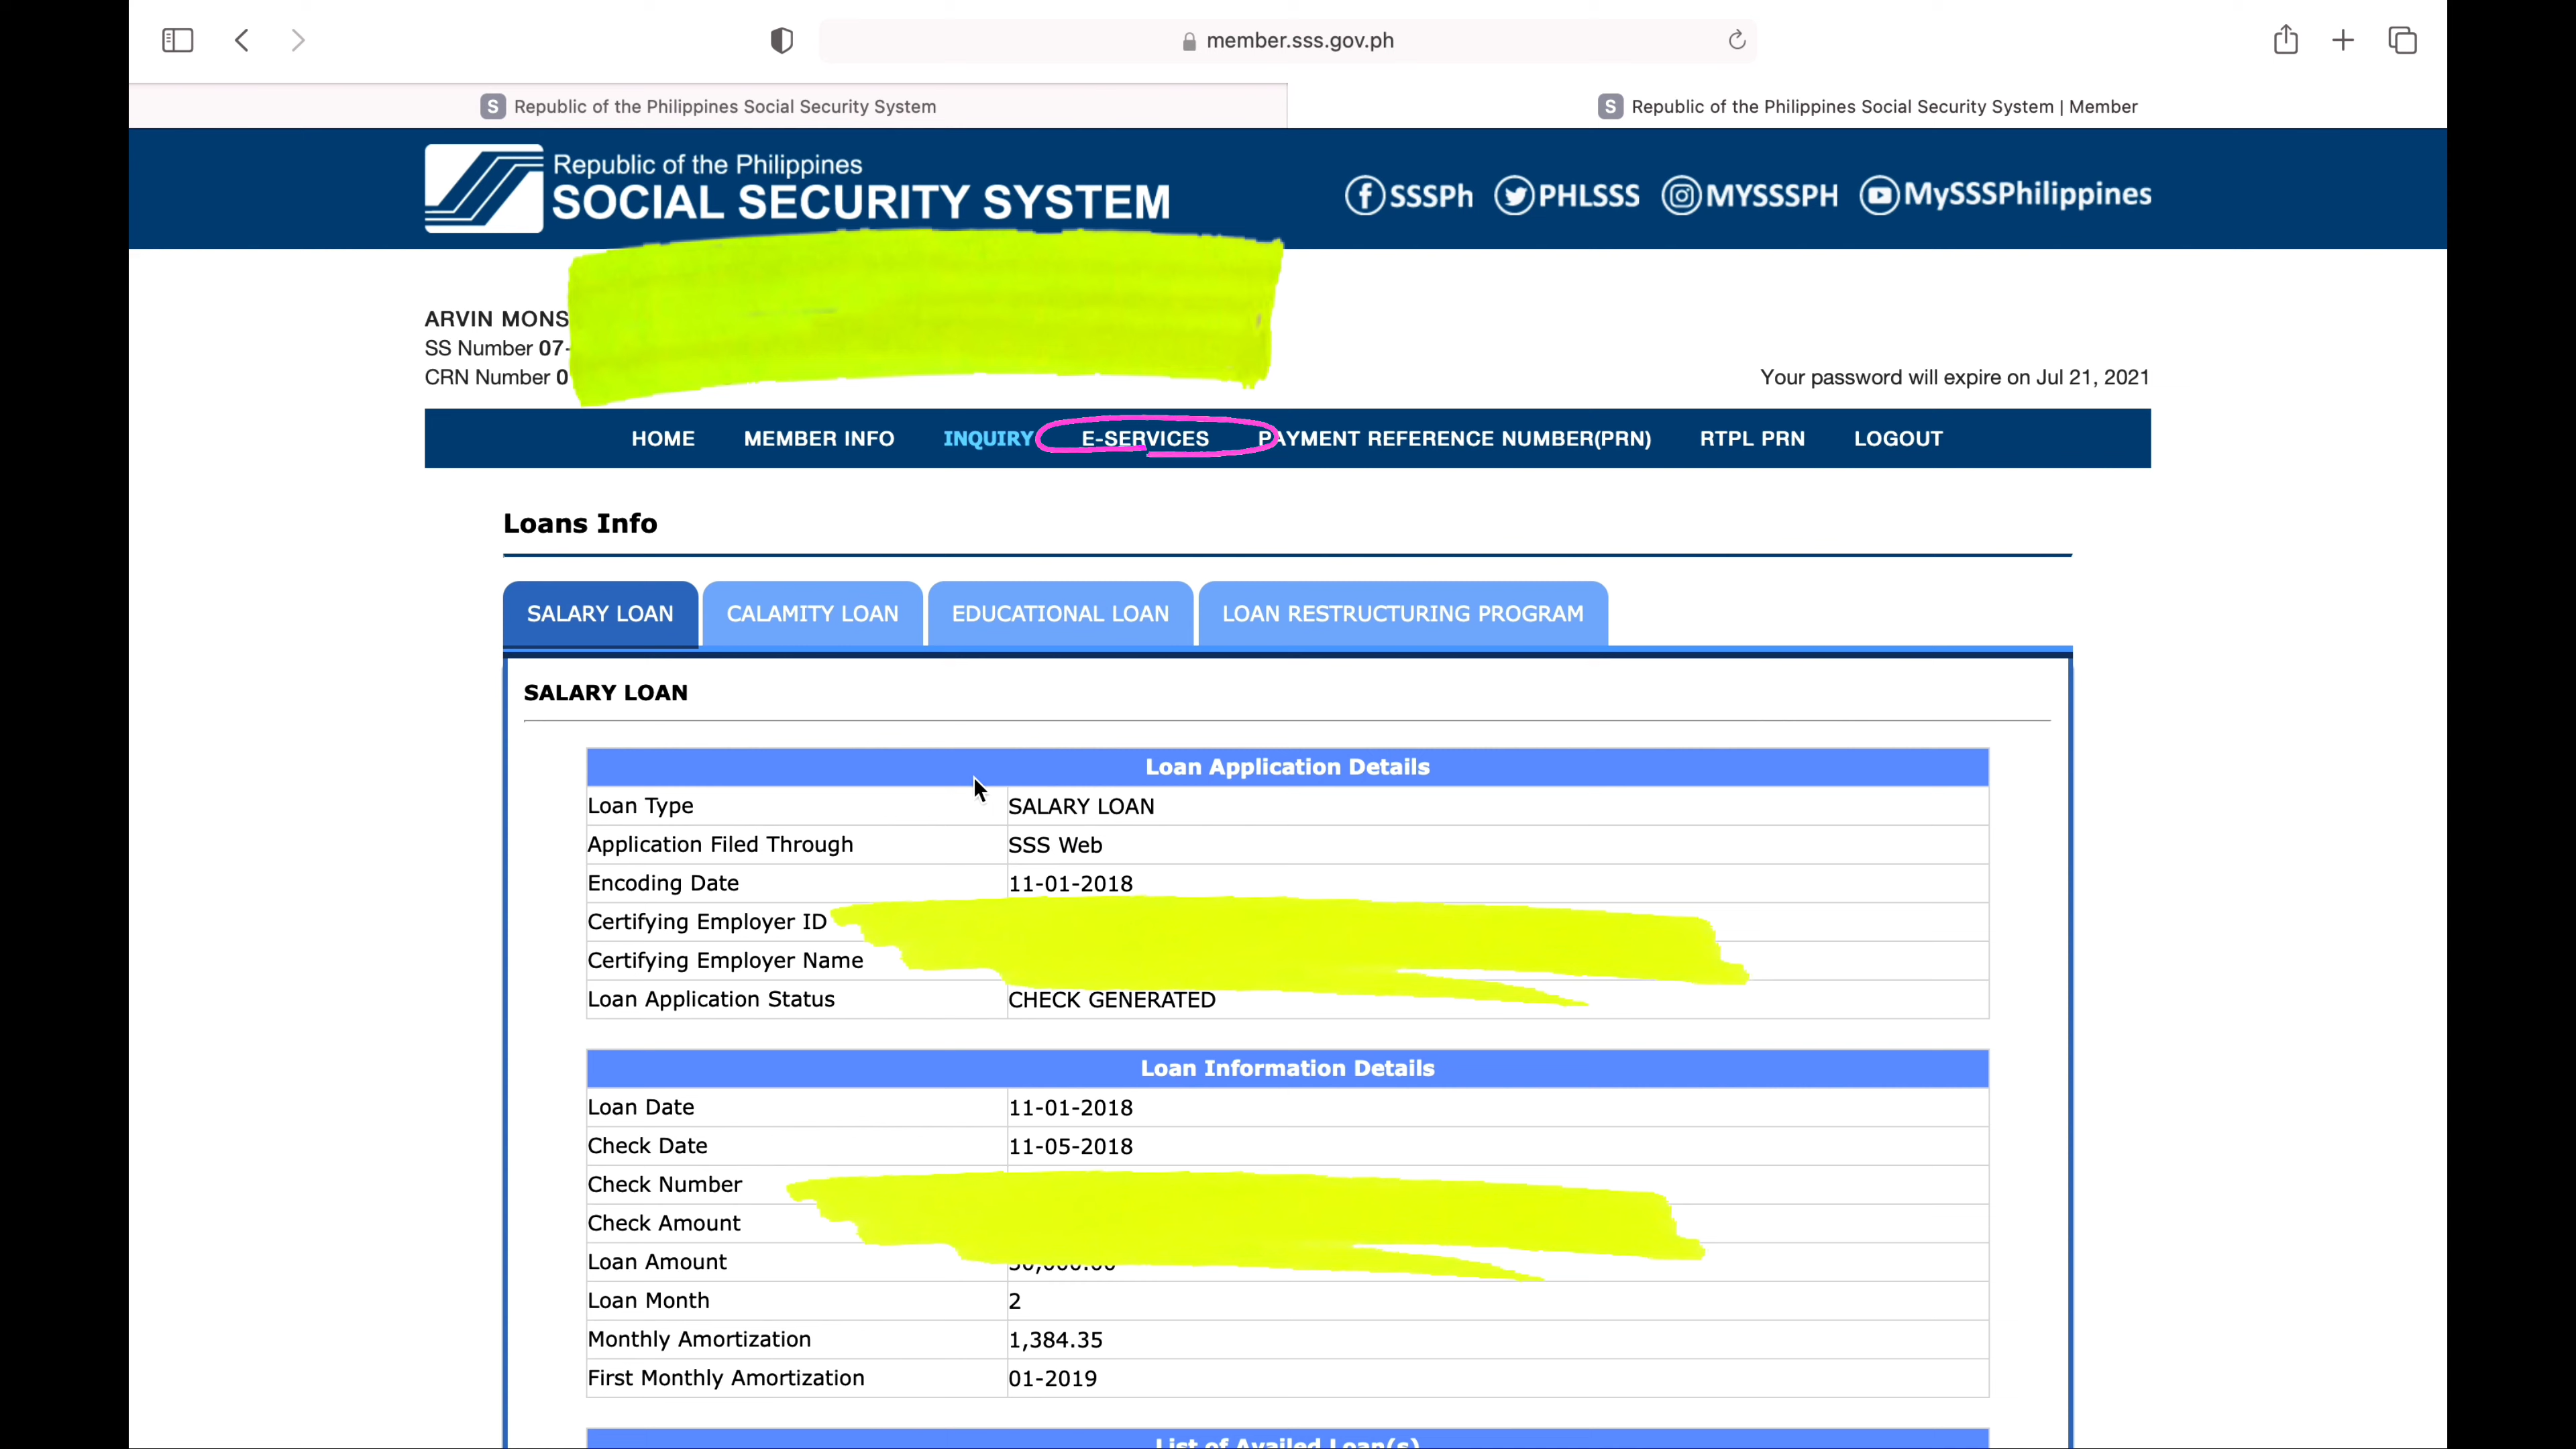 member.sss.gov.ph
S Republic of the Philippines Social Security System
S Republic of the Philippines Social Security System | Member
Republic of the Philippines
SOCIAL SECURITY SYSTEM
SSSPh PHLSSS MYSSSPH MySSSPhilippines
ARVIN MONS
SS Number 07-
CRN Number 0
Your password will expire on Jul 21, 2021
HOME MEMBER INFO INQUIRY E-SERVICES PAYMENT REFERENCE NUMBER(PRN) RTPL PRN LOGOUT
Loans Info
SALARY LOAN CALAMITY LOAN EDUCATIONAL LOAN LOAN RESTRUCTURING PROGRAM
SALARY LOAN
Loan Application Details
Loan Type SALARY LOAN
Application Filed Through SSS Web
Encoding Date 11-01-2018
Certifying Employer ID
Certifying Employer Name
Loan Application Status CHECK GENERATED
Loan Information Details
Loan Date 11-01-2018
Check Date 11-05-2018
Check Number
Check Amount
Loan Amount
Loan Month 2
Monthly Amortization 1,384.35
First Monthly Amortization 01-2019
List of Availed Loan(s)